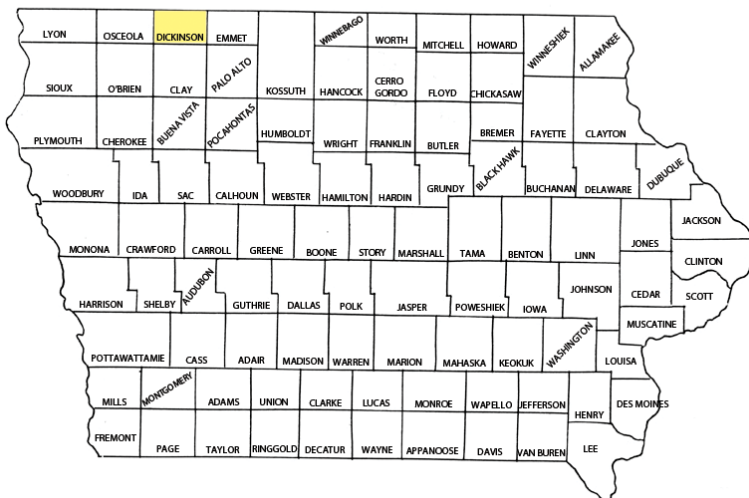 LYON OSCEOLA DICKINSON EMMET WINNEBAGO WORTH MITCHELL HOWARD WINNESHIEK ALLAMAKEE
SIOUX O'BRIEN CLAY PALO ALTO KOSSUTH HANCOCK CERRO GORDO FLOYD CHICKASAW
PLYMOUTH CHEROKEE BUENA VISTA POCAHONTAS HUMBOLDT WRIGHT FRANKLIN BUTLER BREMER FAYETTE CLAYTON
WOODBURY IDA SAC CALHOUN WEBSTER HAMILTON HARDIN GRUNDY BLACK HAWK BUCHANAN DELAWARE DUBUQUE
JACKSON
MONONA CRAWFORD CARROLL GREENE BOONE STORY MARSHALL TAMA BENTON LINN JONES
CLINTON
HARRISON SHELBY AUDUBON GUTHRIE DALLAS POLK JASPER POWESHIEK IOWA JOHNSON CEDAR SCOTT
MUSCATINE
POTTAWATTAMIE CASS ADAIR MADISON WARREN MARION MAHASKA KEOKUK WASHINGTON LOUISA
MILLS MONTGOMERY ADAMS UNION CLARKE LUCAS MONROE WAPELLO JEFFERSON HENRY DES MOINES
FREMONT PAGE TAYLOR RINGGOLD DECATUR WAYNE APPANOOSE DAVIS VAN BUREN LEE